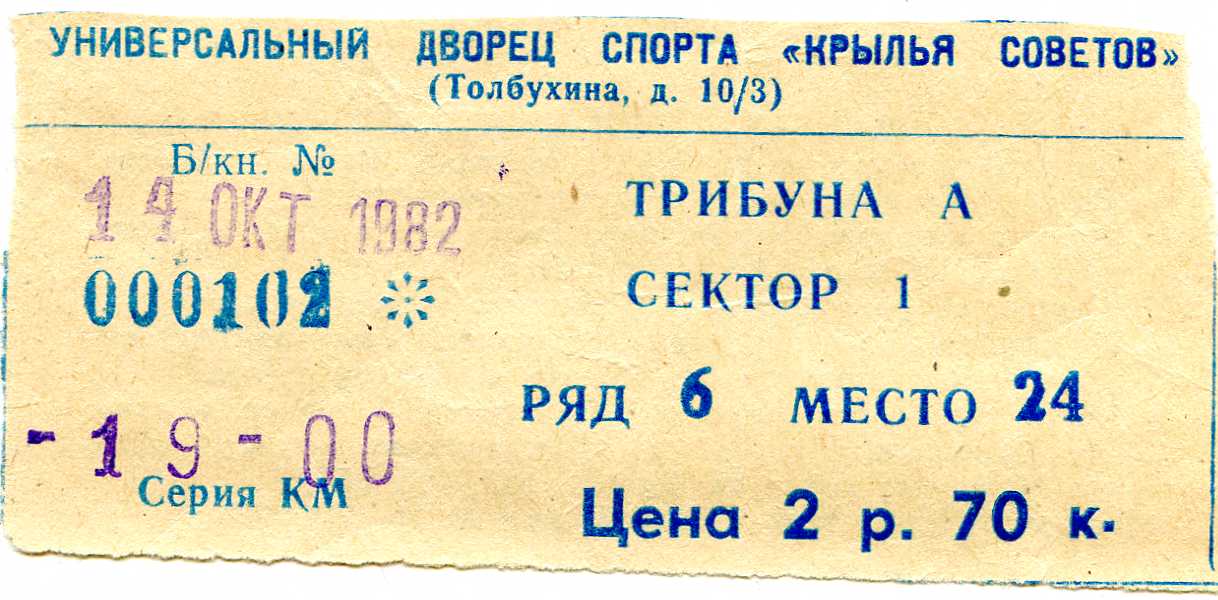 УНИВЕРСАЛЬНЫЙ ДВОРЕЦ СПОРТА «КРЫЛЬЯ СОВЕТОВ»
(Толбухина, д. 10/3)
Б/кн. №
14 ОКТ 1982
000102
ТРИБУНА А
СЕКТОР 1
РЯД 6 МЕСТО 24
-19-00
Серия КМ
Цена 2 р. 70 к.